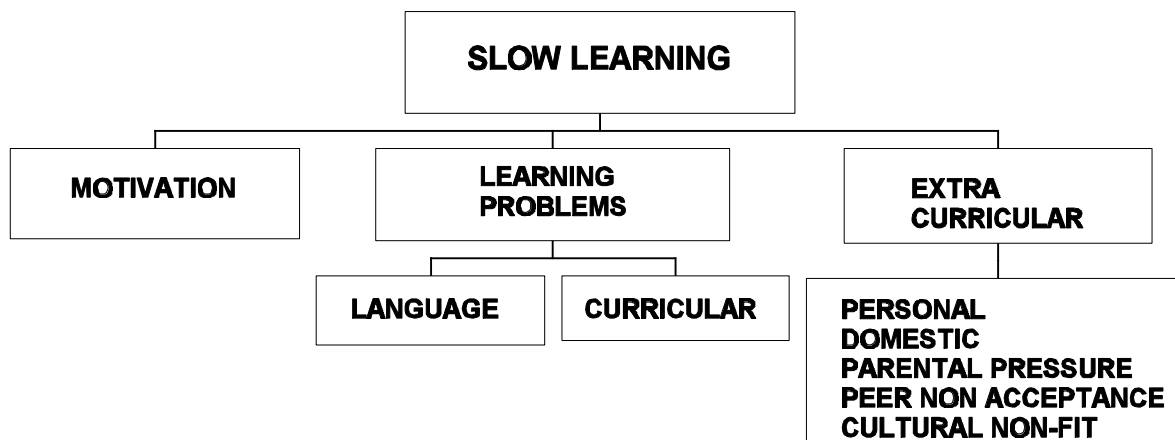 SLOW LEARNING
MOTIVATION
LEARNING
PROBLEMS
EXTRA
CURRICULAR
LANGUAGE
CURRICULAR
PERSONAL
DOMESTIC
PARENTAL PRESSURE
PEER NON ACCEPTANCE
CULTURAL NON-FIT